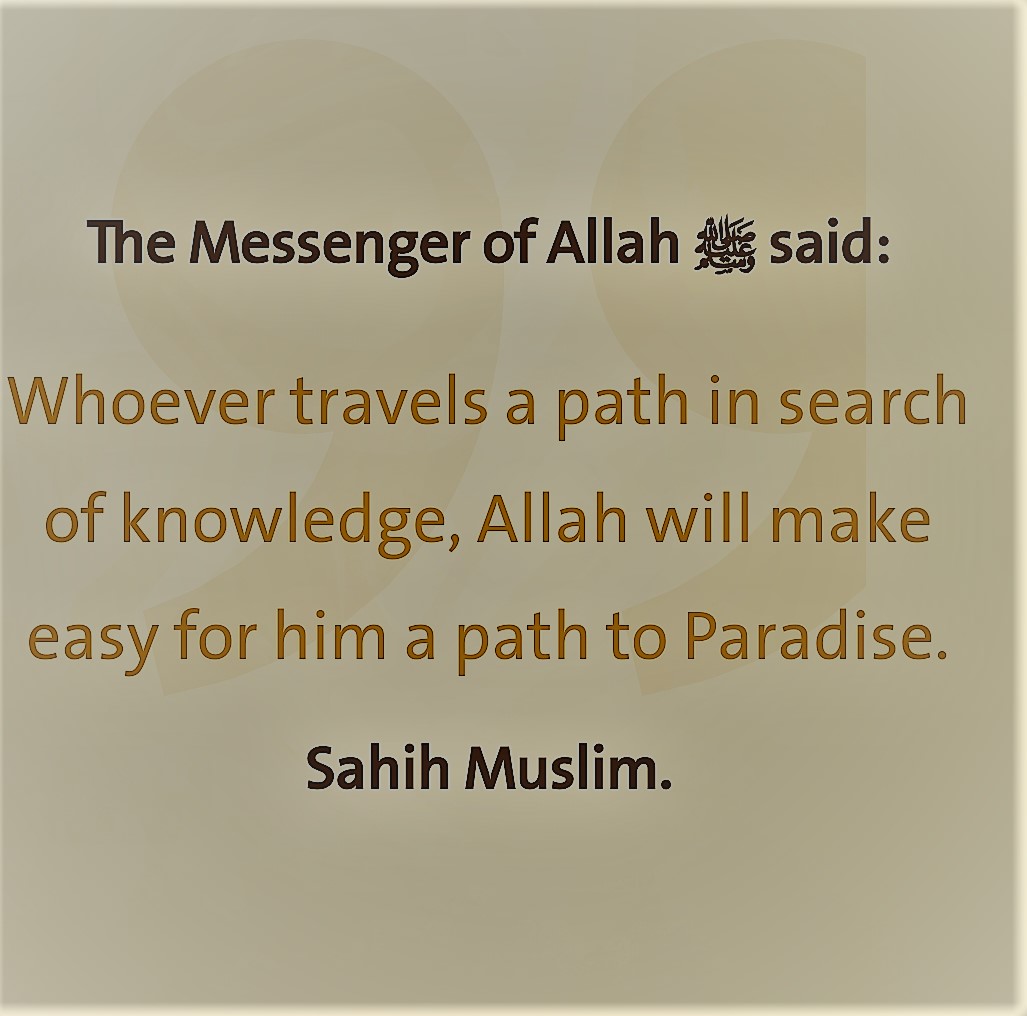 The Messenger of Allah ﷺ said:
Whoever travels a path in search
of knowledge, Allah will make
easy for him a path to Paradise.
Sahih Muslim.